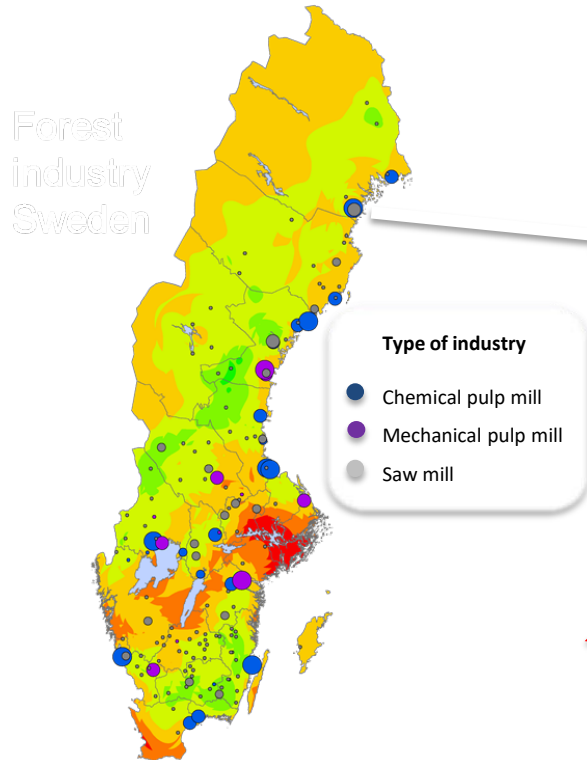 Forest
industry
Sweden
Type of industry
Chemical pulp mill
Mechanical pulp mill
Saw mill